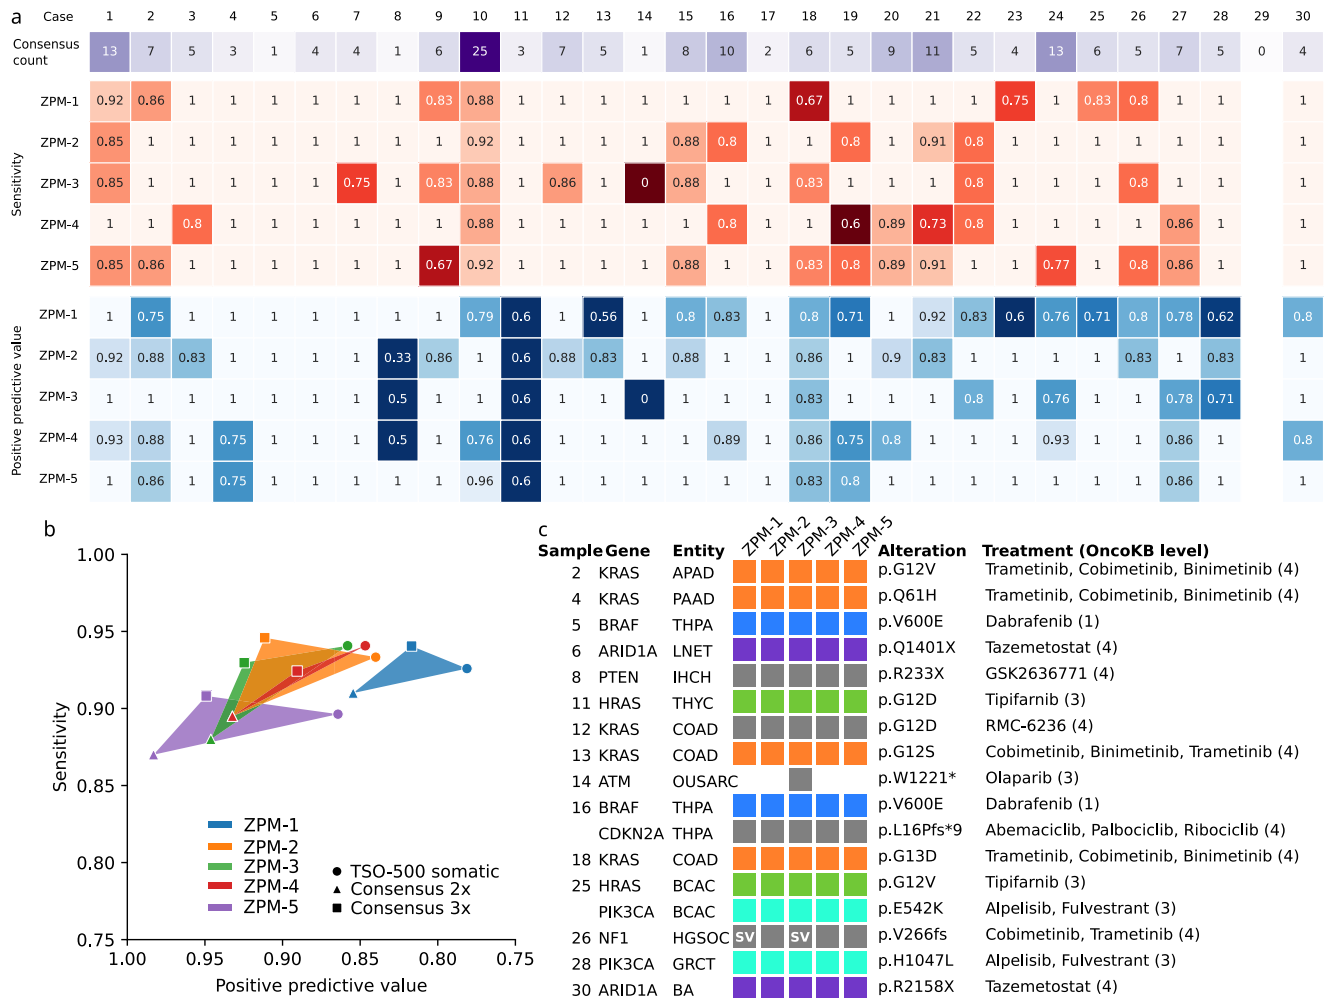 a Case 1 2 3 4 5 6 7 8 9 10 11 12 13 14 15 16 17 18 19 20 21 22 23 24 25 26 27 28 29 30
Consensus count 13 7 5 3 1 4 4 1 6 25 3 7 5 1 8 10 2 6 5 9 11 5 4 13 6 5 7 5 0 4
Sensitivity
ZPM-1 0.92 0.86 1 1 1 1 1 1 0.83 0.88 1 1 1 1 1 1 1 0.67 1 1 1 1 0.75 1 0.83 0.8 1 1 1
ZPM-2 0.85 1 1 1 1 1 1 1 1 0.92 1 1 1 1 0.88 0.8 1 1 0.8 1 0.91 0.8 1 1 1 1 1 1 1
ZPM-3 0.85 1 1 1 1 1 0.75 1 0.83 0.88 1 0.86 1 0 0.88 1 1 0.83 1 1 1 0.8 1 1 1 0.8 1 1 1
ZPM-4 1 1 0.8 1 1 1 1 1 1 0.88 1 1 1 1 1 0.8 1 1 0.6 0.89 0.73 0.8 1 1 1 1 0.86 1 1
ZPM-5 0.85 0.86 1 1 1 1 1 1 0.67 0.92 1 1 1 1 0.88 1 1 0.83 0.8 0.89 0.91 1 1 0.77 1 0.8 0.86 1 1
Positive predictive value
ZPM-1 1 0.75 1 1 1 1 1 1 1 0.79 0.6 1 0.56 1 0.8 0.83 1 0.8 0.71 1 0.92 0.83 0.6 0.76 0.71 0.8 0.78 0.62 0.8
ZPM-2 0.92 0.88 0.83 1 1 1 1 0.33 0.86 1 0.6 0.88 0.83 1 0.88 1 1 0.86 1 0.9 0.83 1 1 1 1 0.83 1 0.83 1
ZPM-3 1 1 1 1 1 1 1 0.5 1 1 0.6 1 1 0 1 1 1 0.83 1 1 1 0.8 1 0.76 1 1 0.78 0.71 1
ZPM-4 0.93 0.88 1 0.75 1 1 1 0.5 1 0.76 0.6 1 1 1 1 0.89 1 0.86 0.75 0.8 1 1 1 0.93 1 1 0.86 1 0.8
ZPM-5 1 0.86 1 0.75 1 1 1 1 1 0.96 0.6 1 1 1 1 1 1 0.83 0.8 1 1 1 1 1 1 1 0.86 1 1
b
1.00
0.95
0.90
0.85
0.80
0.75
Sensitivity
1.00 0.95 0.90 0.85 0.80 0.75
Positive predictive value
ZPM-1
ZPM-2
ZPM-3
ZPM-4
ZPM-5
TSO-500 somatic
Consensus 2x
Consensus 3x
c
Sample Gene Entity ZPM-1 ZPM-2 ZPM-3 ZPM-4 ZPM-5 Alteration Treatment (OncoKB level)
2 KRAS APAD p.G12V Trametinib, Cobimetinib, Binimetinib (4)
4 KRAS PAAD p.Q61H Trametinib, Cobimetinib, Binimetinib (4)
5 BRAF THPA p.V600E Dabrafenib (1)
6 ARID1A LNET p.Q1401X Tazemetostat (4)
8 PTEN IHCH p.R233X GSK2636771 (4)
11 HRAS THYC p.G12D Tipifarnib (3)
12 KRAS COAD p.G12D RMC-6236 (4)
13 KRAS COAD p.G12S Cobimetinib, Binimetinib, Trametinib (4)
14 ATM OUSARC p.W1221* Olaparib (3)
16 BRAF THPA p.V600E Dabrafenib (1)
CDKN2A THPA p.L16Pfs*9 Abemaciclib, Palbociclib, Ribociclib (4)
18 KRAS COAD p.G13D Trametinib, Cobimetinib, Binimetinib (4)
25 HRAS BCAC p.G12V Tipifarnib (3)
PIK3CA BCAC p.E542K Alpelisib, Fulvestrant (3)
26 NF1 HGSOC SV SV p.V266fs Cobimetinib, Trametinib (4)
28 PIK3CA GRCT p.H1047L Alpelisib, Fulvestrant (3)
30 ARID1A BA p.R2158X Tazemetostat (4)